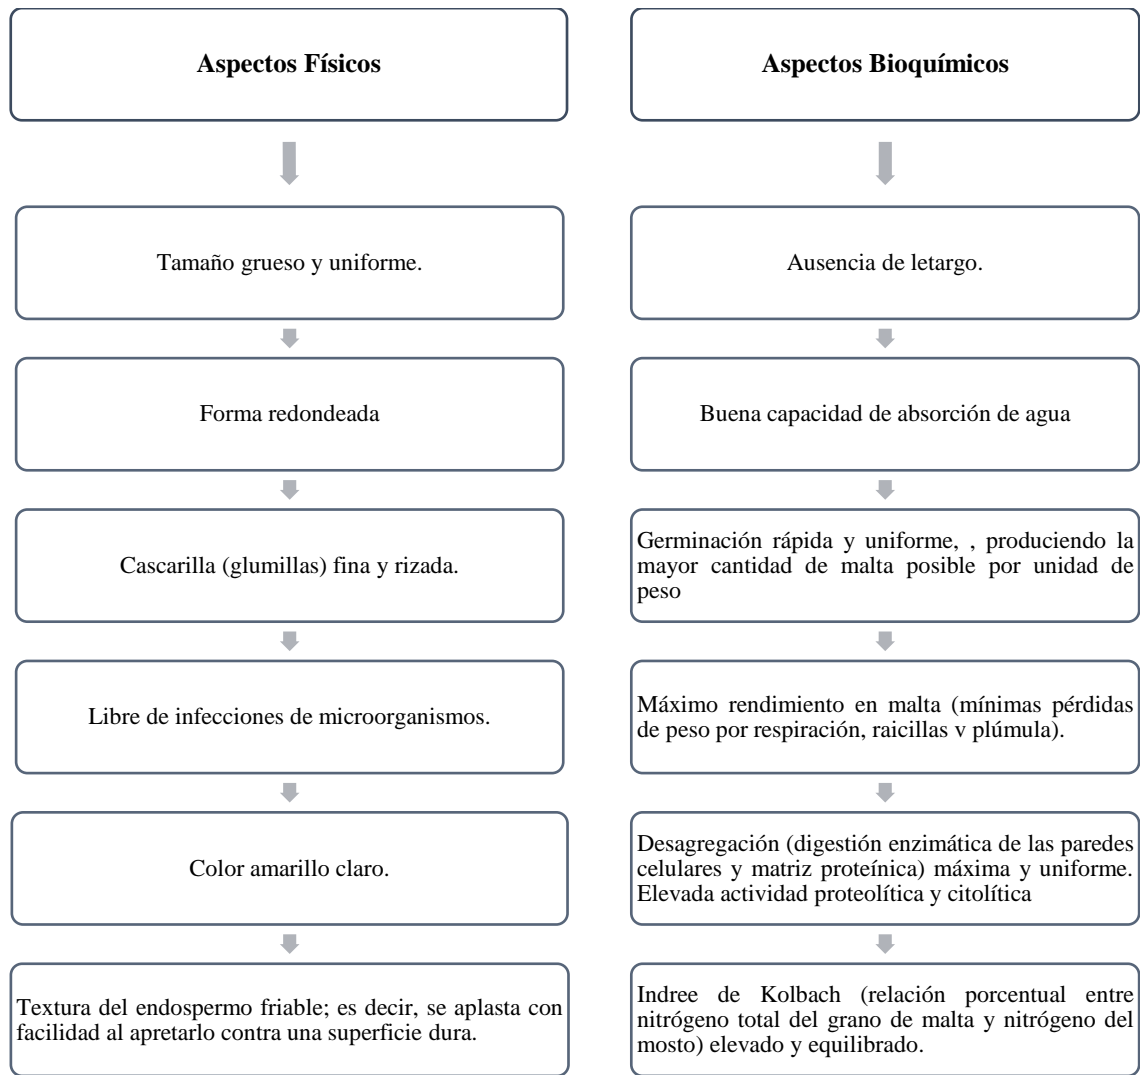 Aspectos Físicos
Tamaño grueso y uniforme.
Forma redondeada
Cascarilla (glumillas) fina y rizada.
Libre de infecciones de microorganismos.
Color amarillo claro.
Textura del endospermo friable; es decir, se aplasta con
facilidad al apretarlo contra una superficie dura.
Aspectos Bioquímicos
Ausencia de letargo.
Buena capacidad de absorción de agua
Germinación rápida y uniforme, , produciendo la
mayor cantidad de malta posible por unidad de
peso
Máximo rendimiento en malta (mínimas pérdidas
de peso por respiración, raicillas v plúmula).
Desagregación (digestión enzimática de las paredes
celulares y matriz proteínica) máxima y uniforme.
Elevada actividad proteolítica y citolítica
Indree de Kolbach (relación porcentual entre
nitrógeno total del grano de malta y nitrógeno del
mosto) elevado y equilibrado.